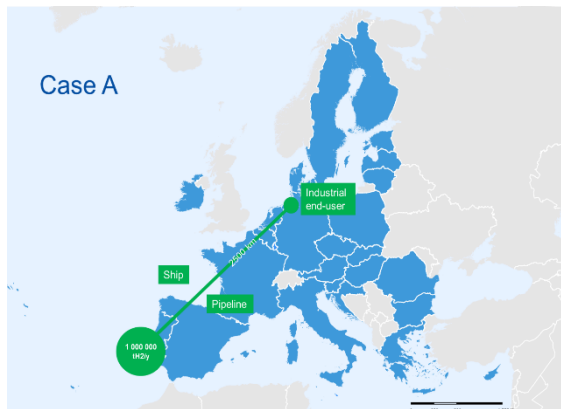 Case A
Industrial
end-user
2500 km
Ship
Pipeline
1 000 000
tH2/y